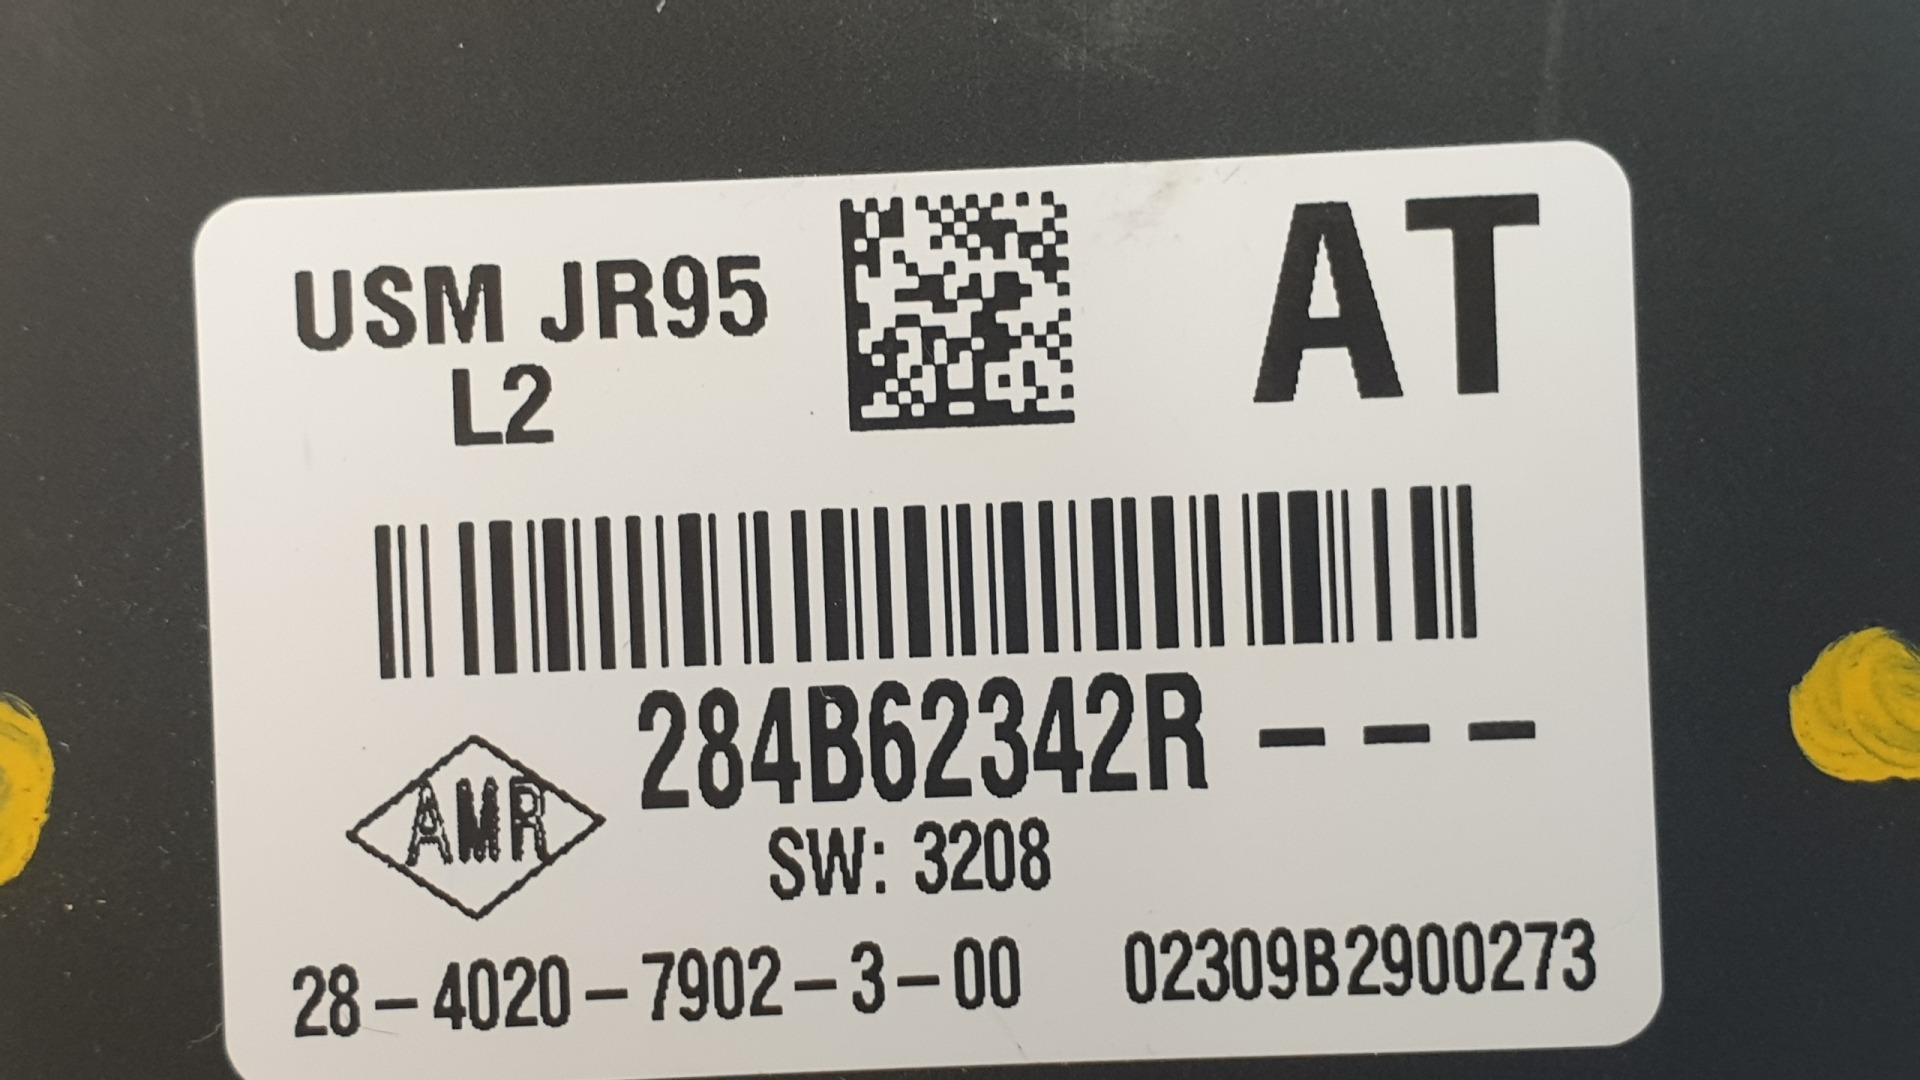 USM JR95
L2
AT
284B62342R ---
AMR
SW: 3208
28-4020-7902-3-00 02309B2900273